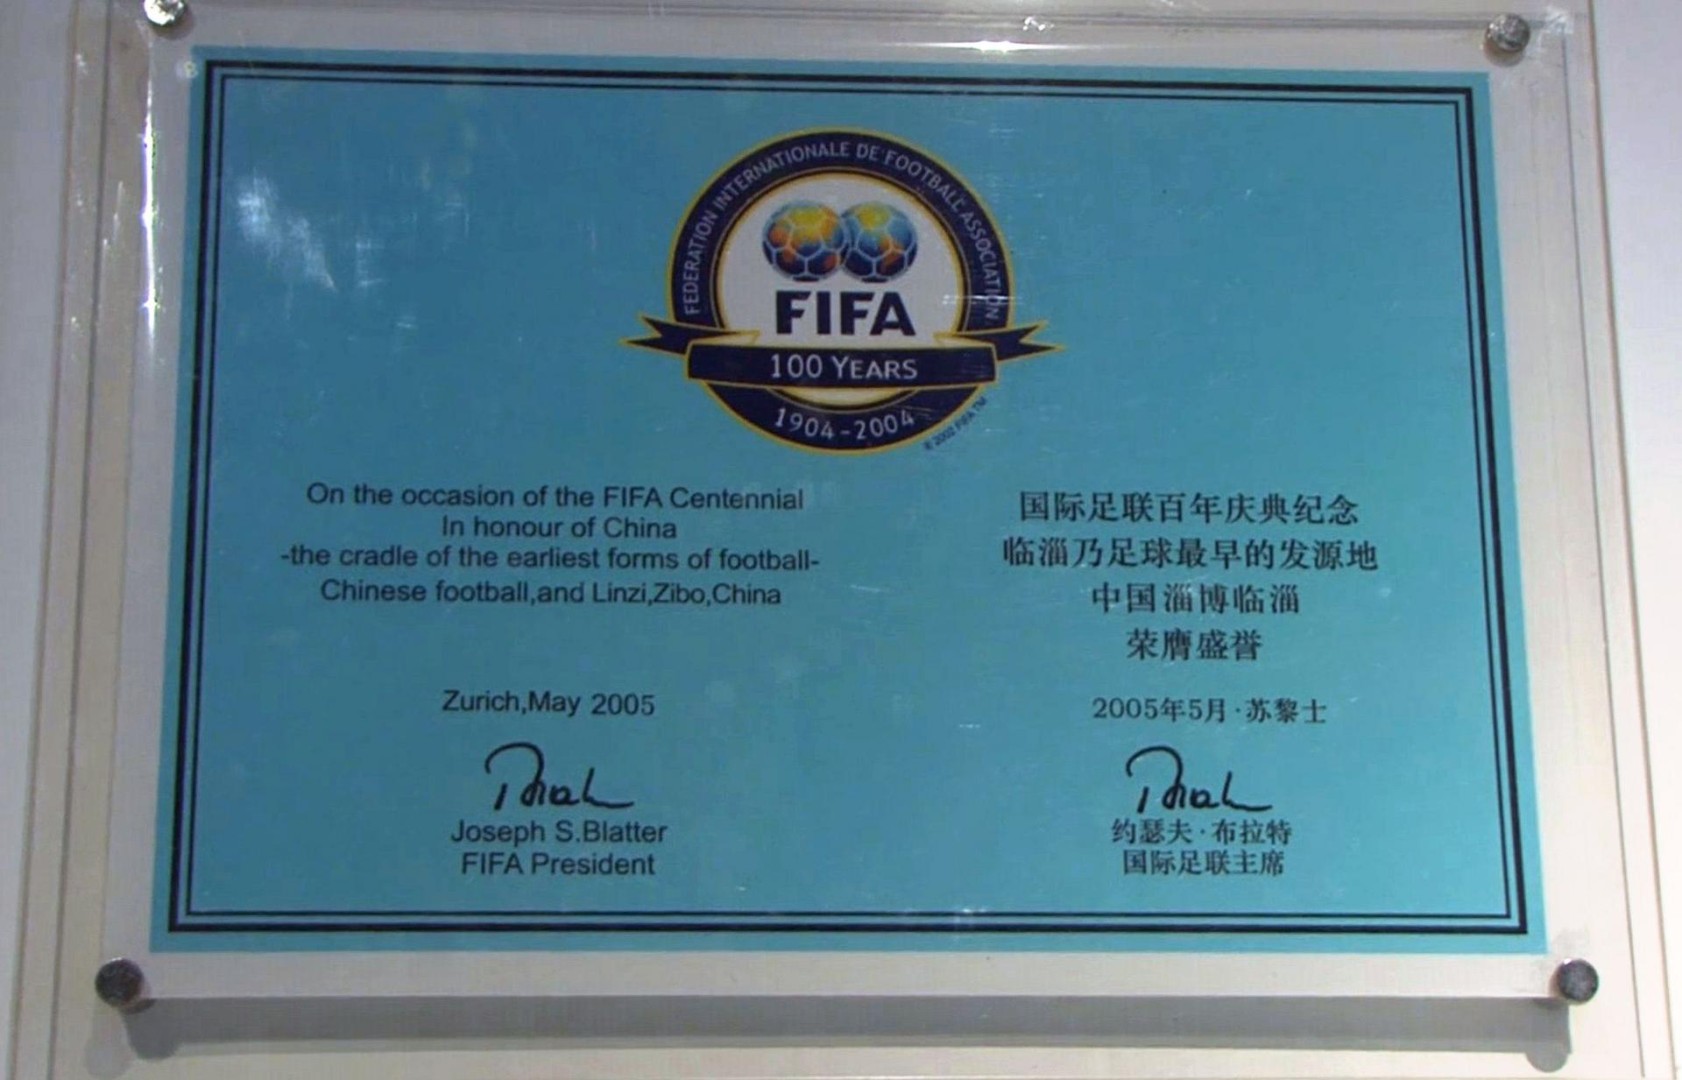 FEDERATION INTERNATIONALE DE FOOTBALL ASSOCIATION
FIFA
100 YEARS
1904-2004
© 2002 FIFA TM
On the occasion of the FIFA Centennial
In honour of China
-the cradle of the earliest forms of football-
Chinese football,and Linzi,Zibo,China
Zurich,May 2005
Joseph S.Blatter
FIFA President
国际足联百年庆典纪念
临淄乃足球最早的发源地
中国淄博临淄
荣膺盛誉
2005年5月·苏黎士
约瑟夫·布拉特
国际足联主席